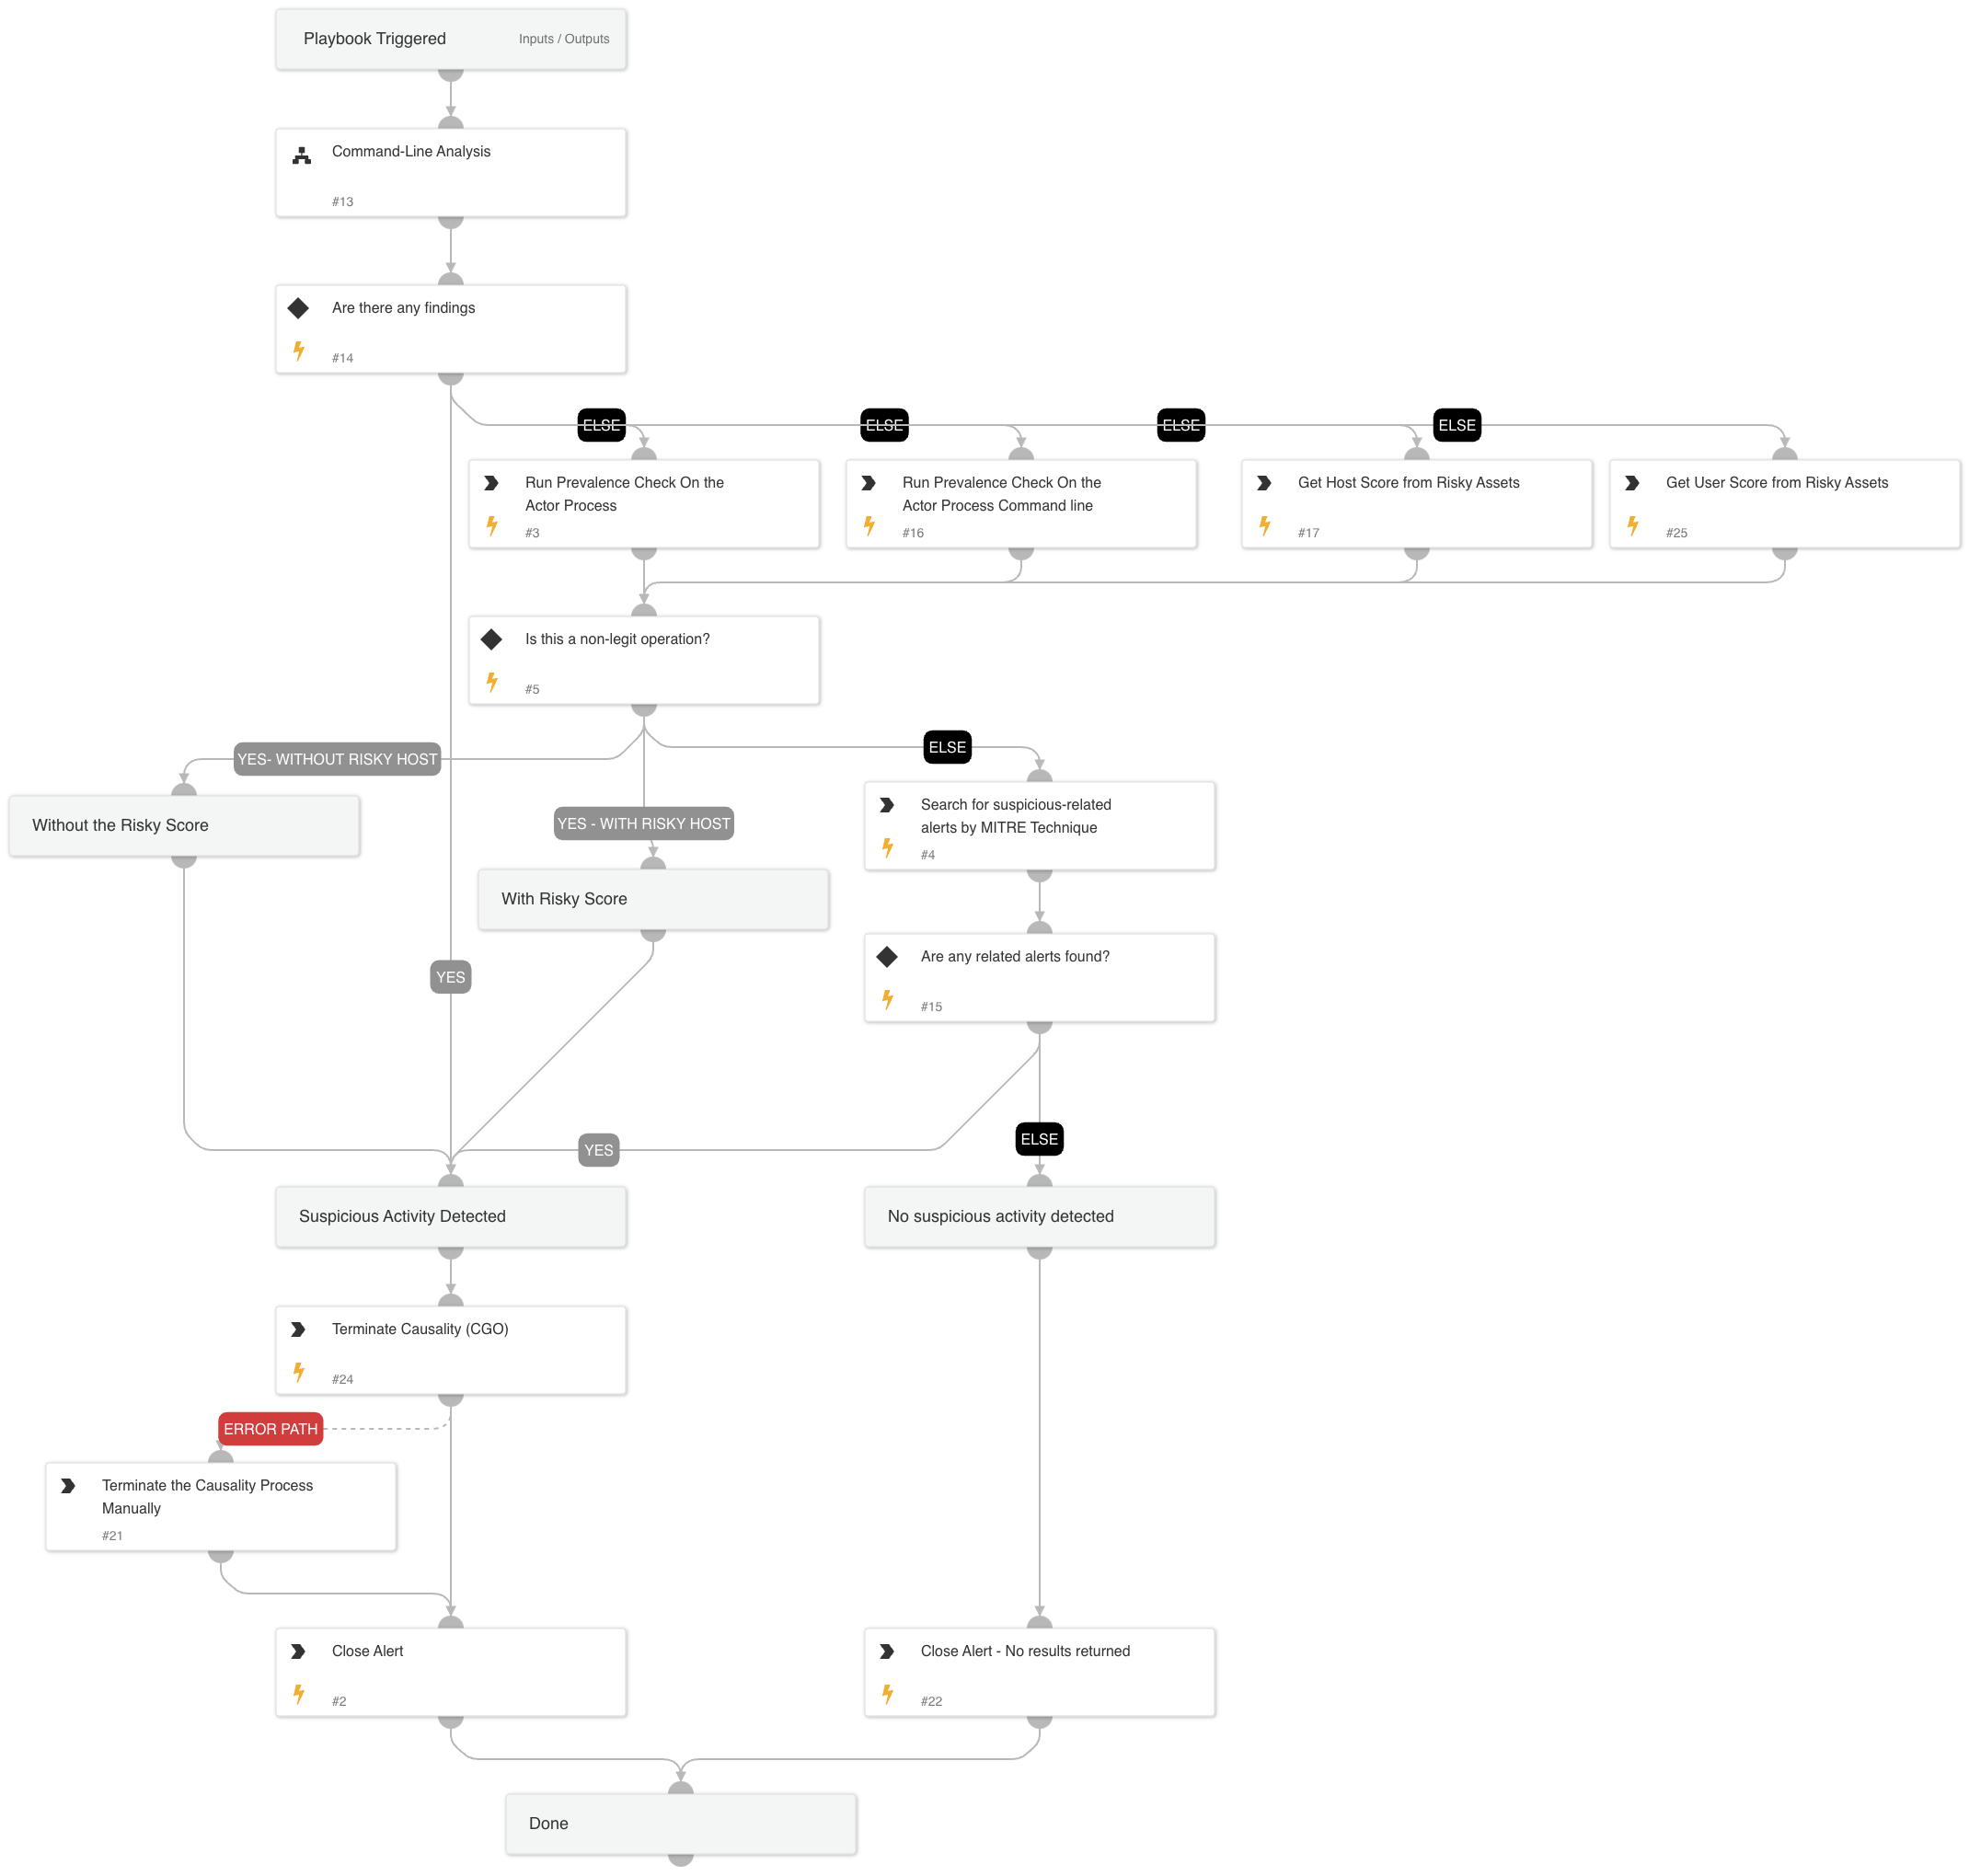 Playbook Triggered
Inputs / Outputs
Command-Line Analysis
#13
Are there any findings
#14
ELSE
ELSE
ELSE
ELSE
Run Prevalence Check On the
Actor Process
#3
Run Prevalence Check On the
Actor Process Command line
#16
Get Host Score from Risky Assets
#17
Get User Score from Risky Assets
#25
Is this a non-legit operation?
#5
YES- WITHOUT RISKY HOST
ELSE
YES - WITH RISKY HOST
Without the Risky Score
Search for suspicious-related
alerts by MITRE Technique
#4
With Risky Score
Are any related alerts found?
#15
YES
YES
ELSE
Suspicious Activity Detected
No suspicious activity detected
Terminate Causality (CGO)
#24
ERROR PATH
Terminate the Causality Process
Manually
#21
Close Alert
#2
Close Alert - No results returned
#22
Done